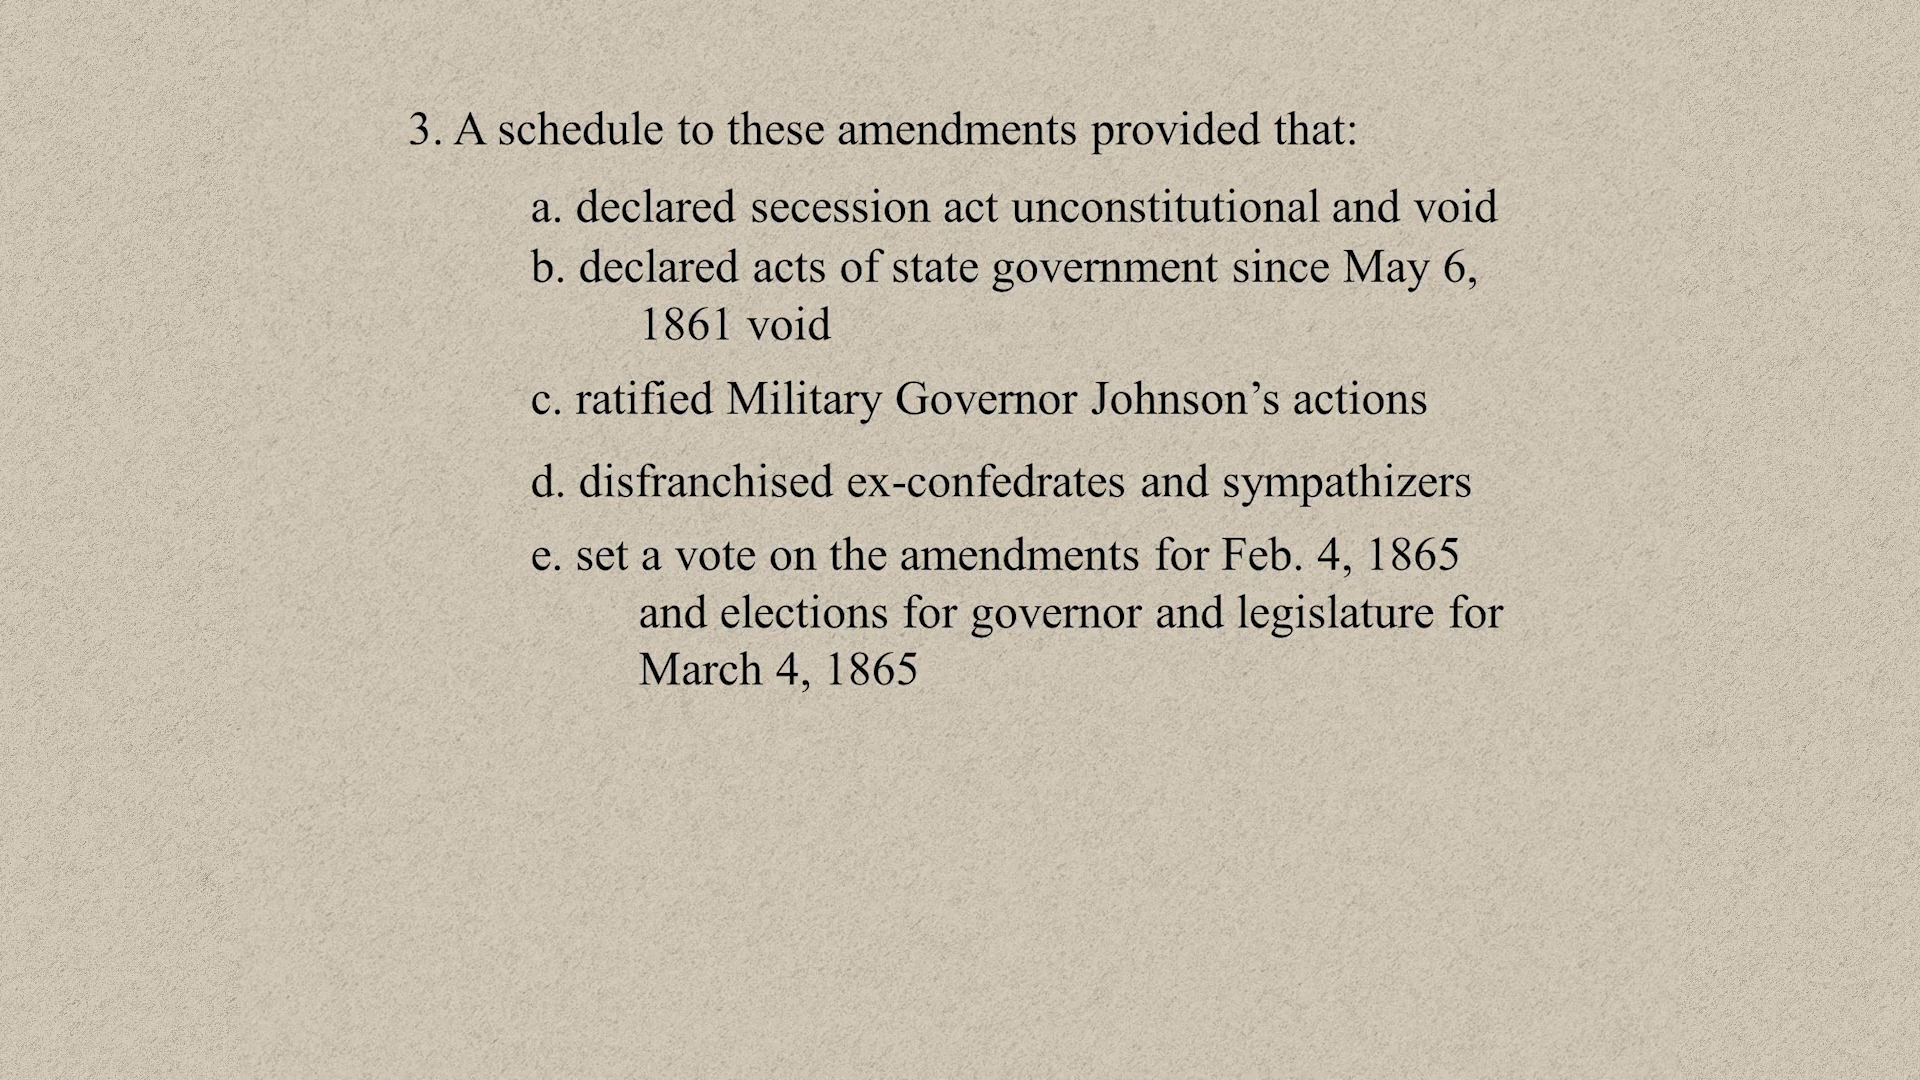 3. A schedule to these amendments provided that:
a. declared secession act unconstitutional and void
b. declared acts of state government since May 6,
1861 void
c. ratified Military Governor Johnson’s actions
d. disfranchised ex-confedrates and sympathizers
e. set a vote on the amendments for Feb. 4, 1865
and elections for governor and legislature for
March 4, 1865